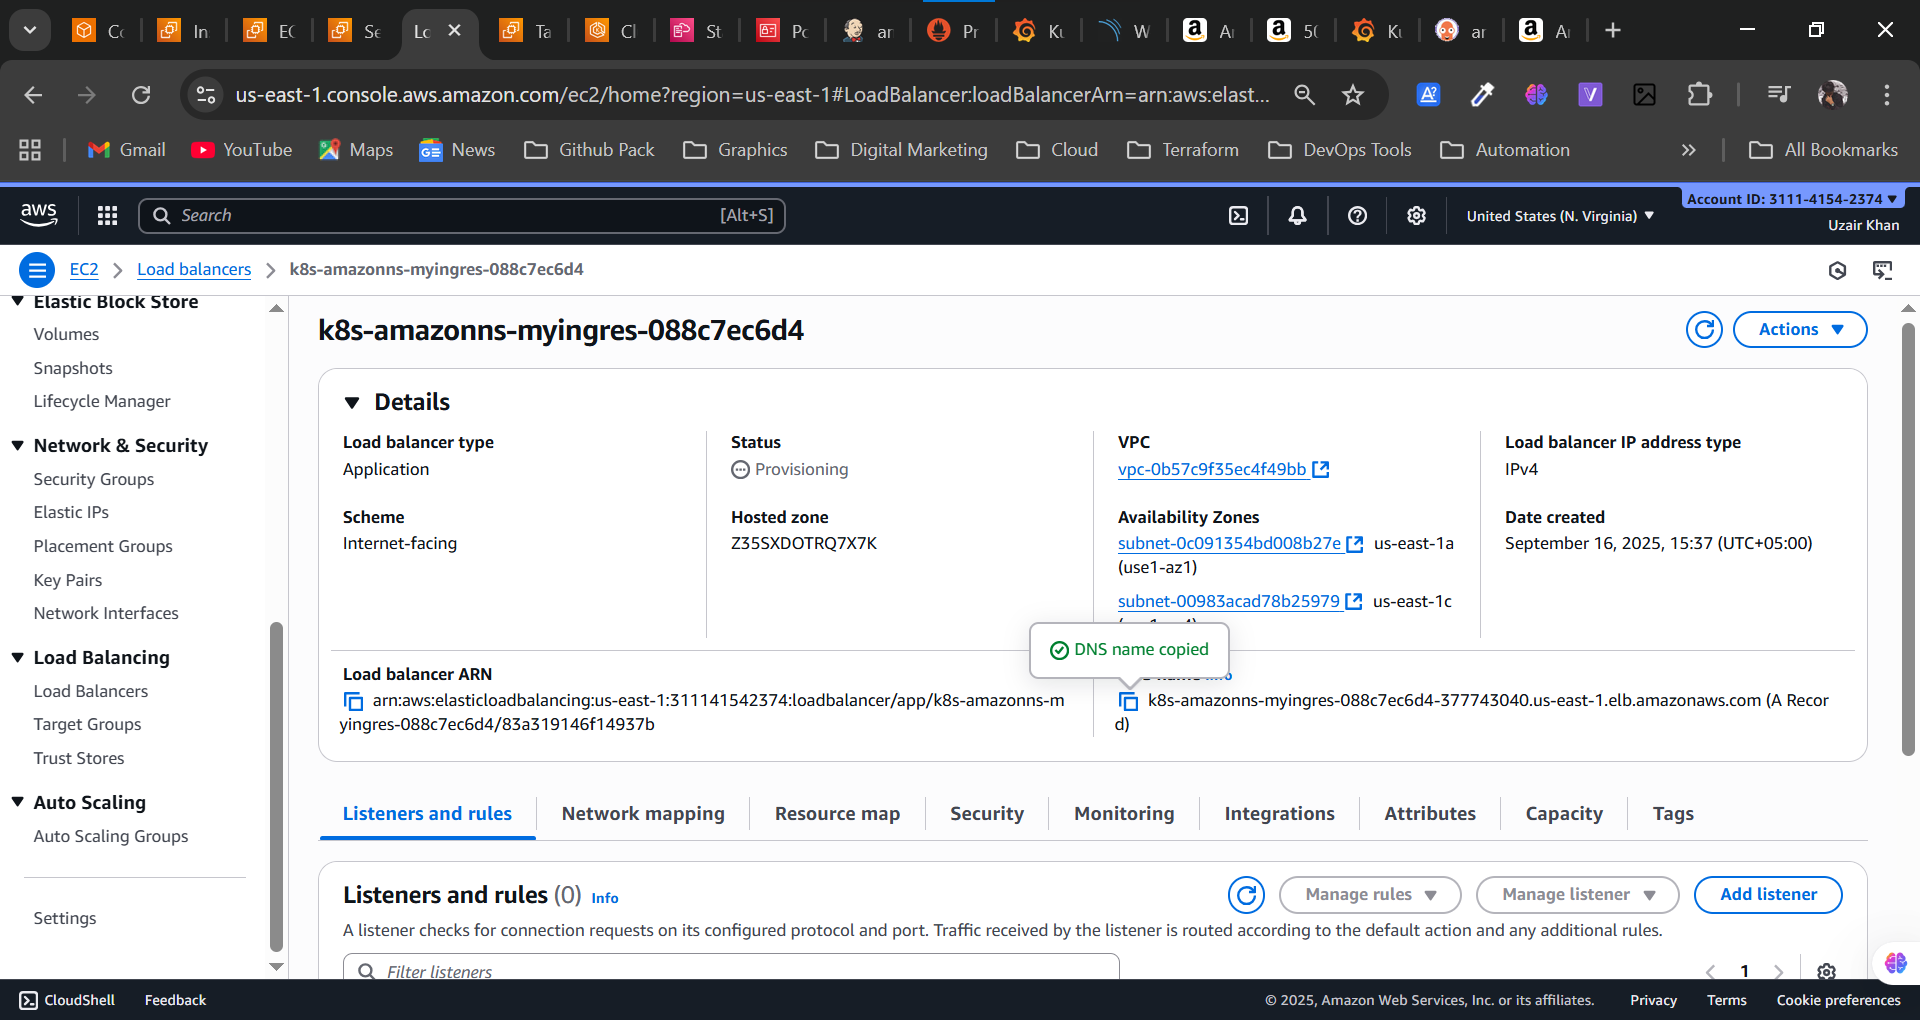 Cc
In
EC
Se
Lc
Ta
Cl
St
Pc
ar
Pr
Ku
W
Ai
5(
Ku
ar
Ai
us-east-1.console.aws.amazon.com/ec2/home?region=us-east-1#LoadBalancer:loadBalancerArn=arn:aws:elast...
Gmail
YouTube
Maps
News
Github Pack
Graphics
Digital Marketing
Cloud
Terraform
DevOps Tools
Automation
All Bookmarks
aws
Search
[Alt+S]
United States (N. Virginia)
Account ID: 3111-4154-2374
Uzair Khan
EC2
Load balancers
k8s-amazonns-myingres-088c7ec6d4
Elastic Block Store
Volumes
Snapshots
Lifecycle Manager
Network & Security
Security Groups
Elastic IPs
Placement Groups
Key Pairs
Network Interfaces
Load Balancing
Load Balancers
Target Groups
Trust Stores
Auto Scaling
Auto Scaling Groups
Settings
k8s-amazonns-myingres-088c7ec6d4
Actions
Details
Load balancer type
Application
Status
Provisioning
VPC
vpc-0b57c9f35ec4f49bb
Load balancer IP address type
IPv4
Scheme
Internet-facing
Hosted zone
Z35SXDOTRQ7X7K
Availability Zones
subnet-0c091354bd008b27e us-east-1a
(use1-az1)
subnet-00983acad78b25979 us-east-1c
Date created
September 16, 2025, 15:37 (UTC+05:00)
DNS name copied
Load balancer ARN
arn:aws:elasticloadbalancing:us-east-1:311141542374:loadbalancer/app/k8s-amazonns-m
yingres-088c7ec6d4/83a319146f14937b
k8s-amazonns-myingres-088c7ec6d4-377743040.us-east-1.elb.amazonaws.com (A Recor
d)
Listeners and rules
Network mapping
Resource map
Security
Monitoring
Integrations
Attributes
Capacity
Tags
Listeners and rules (0) Info
Manage rules
Manage listener
Add listener
A listener checks for connection requests on its configured protocol and port. Traffic received by the listener is routed according to the default action and any additional rules.
Filter listeners
1
CloudShell
Feedback
© 2025, Amazon Web Services, Inc. or its affiliates.
Privacy
Terms
Cookie preferences